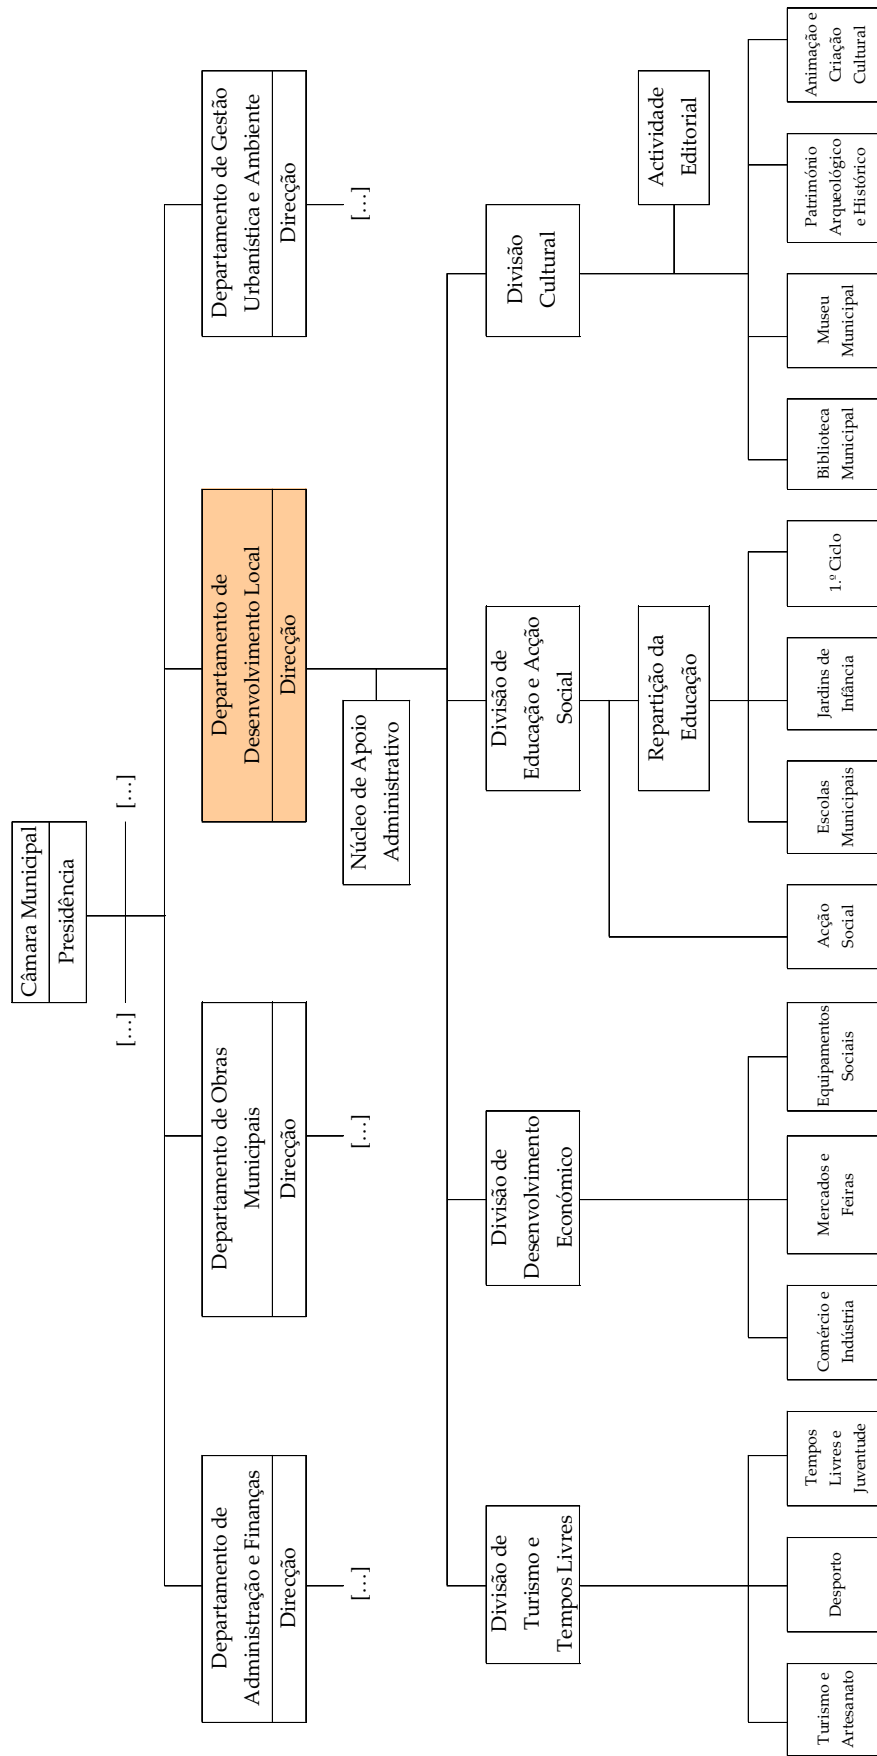 Câmara Municipal
Presidência
[…]
[…]
Departamento de
Administração e Finanças
Direcção
[…]
Departamento de Obras
Municipais
Direcção
[…]
Departamento de
Desenvolvimento Local
Direcção
Departamento de Gestão
Urbanística e Ambiente
Direcção
[…]
Núcleo de Apoio
Administrativo
Divisão de
Turismo e
Tempos Livres
Divisão de
Desenvolvimento
Económico
Divisão de
Educação e Acção
Social
Divisão
Cultural
Repartição da
Educação
Actividade
Editorial
Turismo e
Artesanato
Desporto
Tempos
Livres e
Juventude
Comércio e
Indústria
Mercados e
Feiras
Equipamentos
Sociais
Acção
Social
Escolas
Municipais
Jardins de
Infância
1.º Ciclo
Biblioteca
Municipal
Museu
Municipal
Património
Arqueológico
e Histórico
Animação e
Criação
Cultural